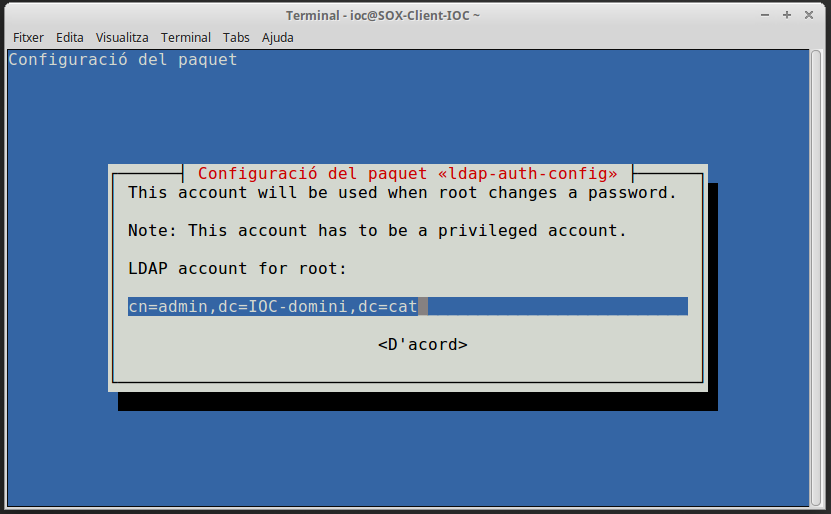 Terminal - ioc@SOX-Client-IOC ~
Fitxer Edita Visualitza Terminal Tabs Ajuda
Configuració del paquet
Configuració del paquet «ldap-auth-config»
This account will be used when root changes a password.
Note: This account has to be a privileged account.
LDAP account for root:
cn=admin,dc=IOC-domini,dc=cat
<D'acord>